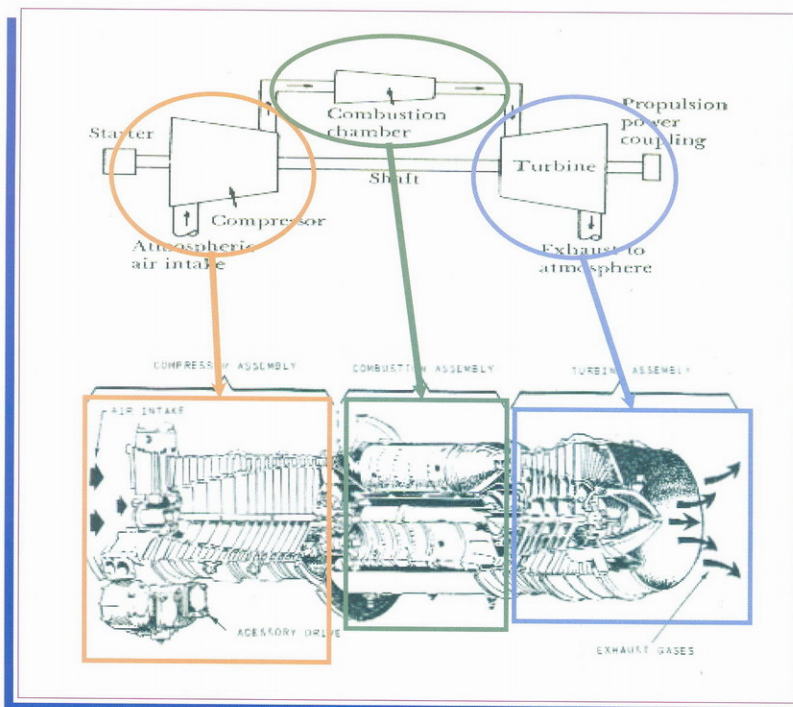 Combustion
chamber
Propulsion
power
coupling
Starter
Turbine
Shaft
Compressor
Atmospheric
air intake
Exhaust to
atmosphere
COMPRESSOR ASSEMBLY
COMBUSTION ASSEMBLY
TURBINE ASSEMBLY
AIR INTAKE
ACESSORY DRIVE
EXHAUST GASES